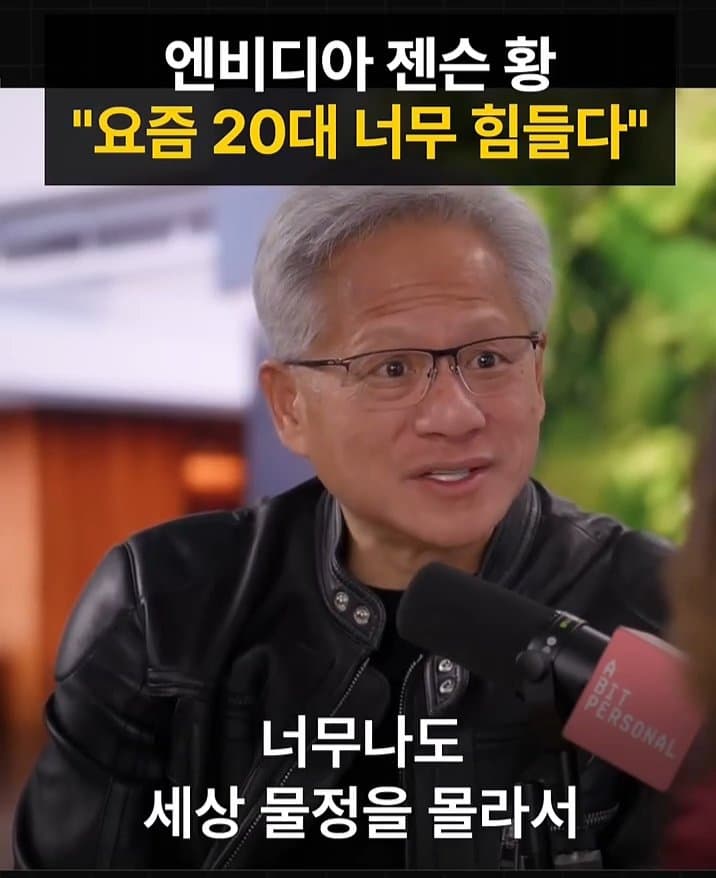 엔비디아 젠슨 황
"요즘 20대 너무 힘들다"
A
BIT
PERSONAL
너무나도
세상 물정을 몰라서